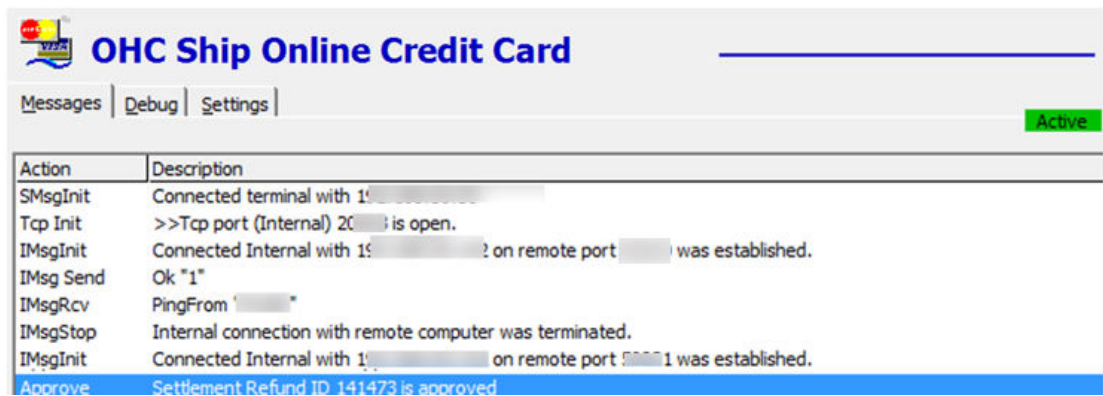 OHC Ship Online Credit Card
Messages Debug Settings
Active
Action Description
SMsgInit Connected terminal with
Tcp Init >>Tcp port (Internal) 20 is open.
IMsgInit Connected Internal with on remote port was established.
IMsg Send Ok "1"
IMsgRcv PingFrom
IMsgStop Internal connection with remote computer was terminated.
IMsgInit Connected Internal with on remote port was established.
Approve Settlement Refund ID 141473 is approved